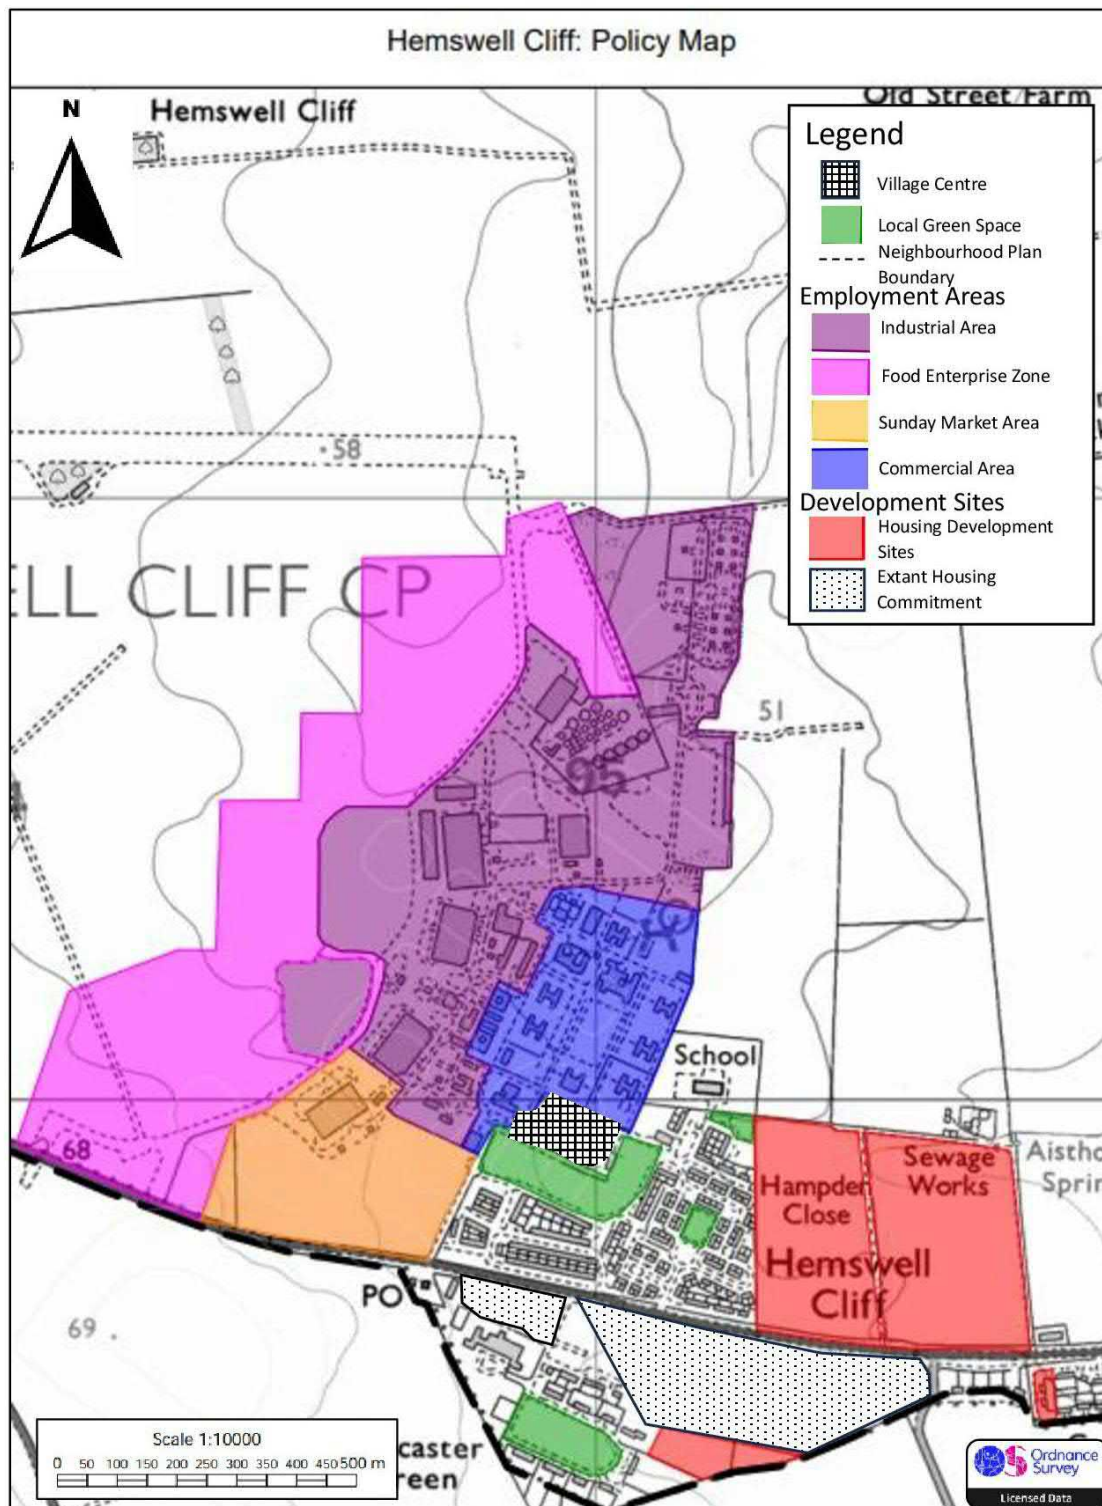 Hemswell Cliff: Policy Map
N
Hemswell Cliff
Old Street Farm
Legend
Village Centre
Local Green Space
Neighbourhood Plan
Boundary
Employment Areas
Industrial Area
Food Enterprise Zone
Sunday Market Area
Commercial Area
Development Sites
Housing Development
Sites
Extant Housing
Commitment
58
ELL CLIFF CP
51
95
School
68
Sewage
Works
Aistho
Sprin
Hampden
Close
Hemswell
Cliff
PO
69
Scale 1:10000
0 50 100 150 200 250 300 350 400 450 500 m
caster
reen
Ordnance
Survey
Licensed Data